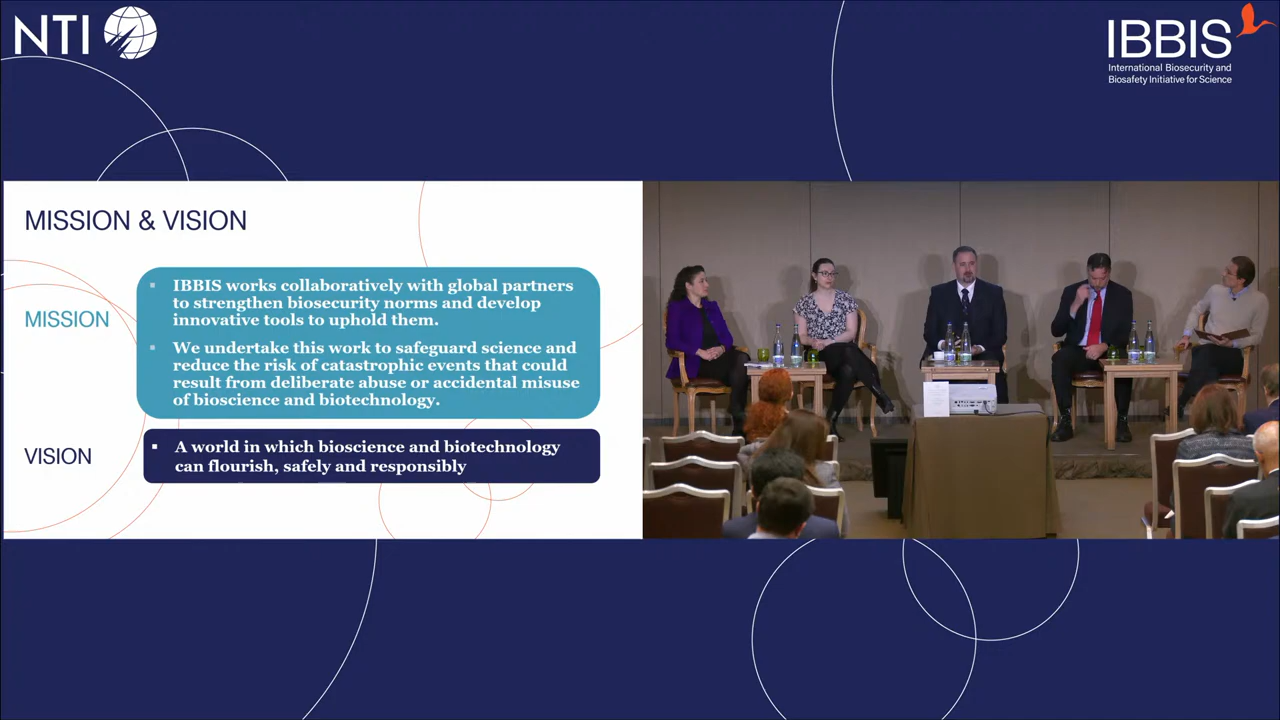 NTI
IBBIS
International Biosecurity and
Biosafety Initiative for Science
MISSION & VISION
MISSION
▪ IBBIS works collaboratively with global partners
to strengthen biosecurity norms and develop
innovative tools to uphold them.
▪ We undertake this work to safeguard science and
reduce the risk of catastrophic events that could
result from deliberate abuse or accidental misuse
of bioscience and biotechnology.
VISION
▪ A world in which bioscience and biotechnology
can flourish, safely and responsibly